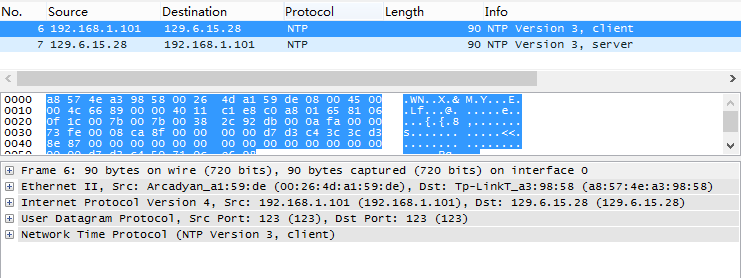 No. Source Destination Protocol Length Info
6 192.168.1.101 129.6.15.28 NTP 90 NTP Version 3, client
7 129.6.15.28 192.168.1.101 NTP 90 NTP Version 3, server
0000 a8 57 4e a3 98 58 00 26 4d a1 59 de 08 00 45 00 .WN..X.& M.Y...E.
0010 00 4c 66 89 00 00 40 11 c1 e8 c0 a8 01 65 81 06 .Lf...@. .....e..
0020 0f 1c 00 7b 00 7b 00 38 2c 92 db 00 0a fa 00 00 ...{.{.8 ,.......
0030 73 fe 00 08 ca 8f 00 00 00 00 d7 d3 c4 3c 3c d3 s....... .....<<.
0040 8e 87 00 00 00 00 00 00 00 00 00 00 00 00 00 00 ........ ........
Frame 6: 90 bytes on wire (720 bits), 90 bytes captured (720 bits) on interface 0
Ethernet II, Src: Arcadyan_a1:59:de (00:26:4d:a1:59:de), Dst: Tp-LinkT_a3:98:58 (a8:57:4e:a3:98:58)
Internet Protocol Version 4, Src: 192.168.1.101 (192.168.1.101), Dst: 129.6.15.28 (129.6.15.28)
User Datagram Protocol, Src Port: 123 (123), Dst Port: 123 (123)
Network Time Protocol (NTP Version 3, client)